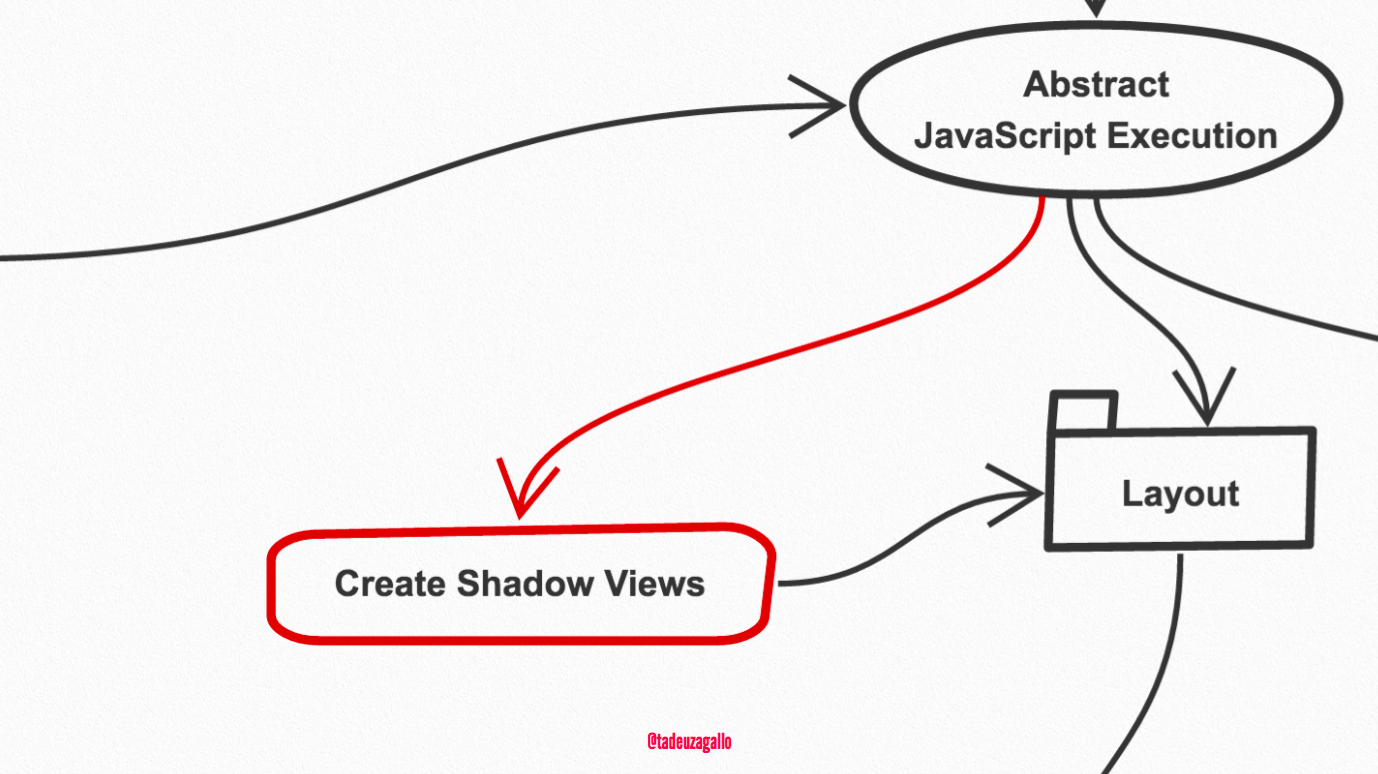 Abstract
JavaScript Execution
Layout
Create Shadow Views
@tadeuzagallo